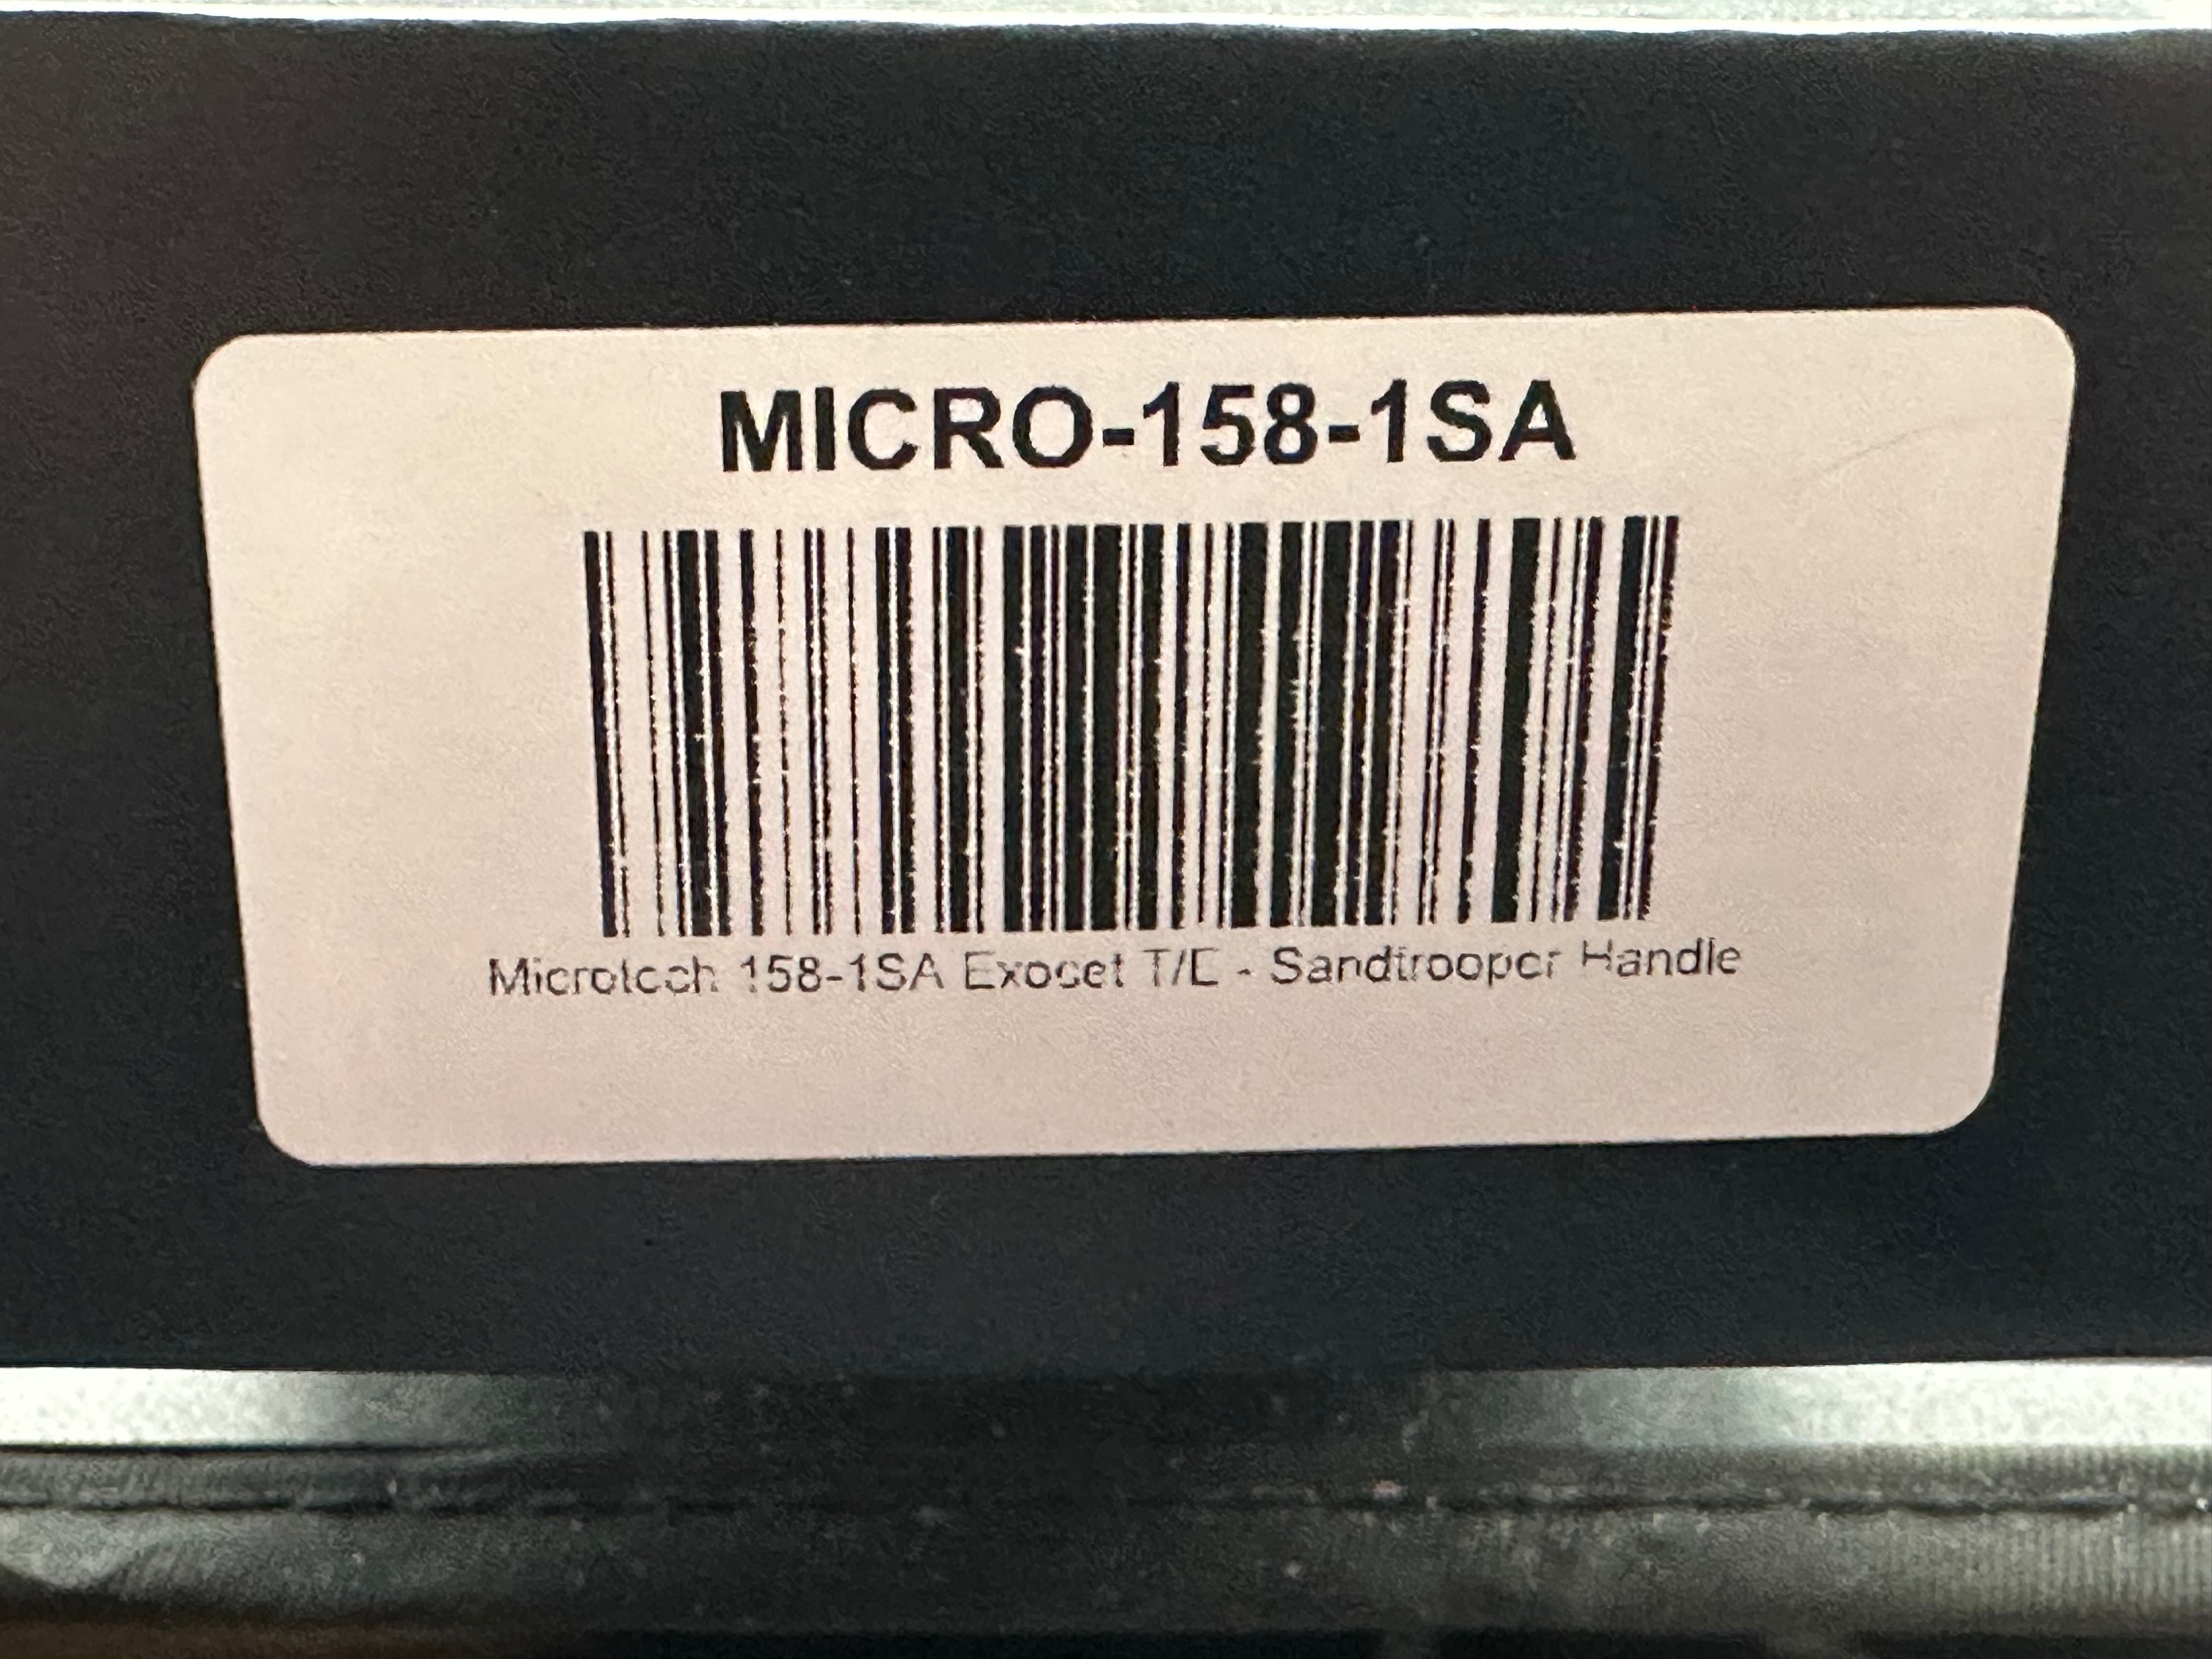 MICRO-158-1SA
Microtech 158-1SA Exocet T/E - Sandtrooper Handle